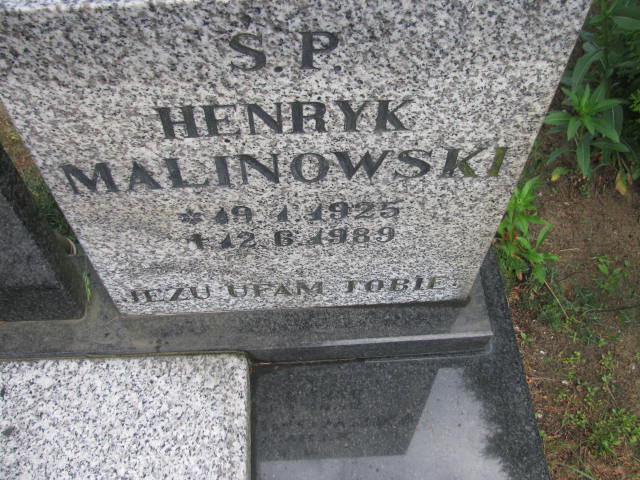 Ś.P.
HENRYK
MALINOWSKI
* 19.1.1925
+ 12.6.1989
JEZU UFAM TOBIE